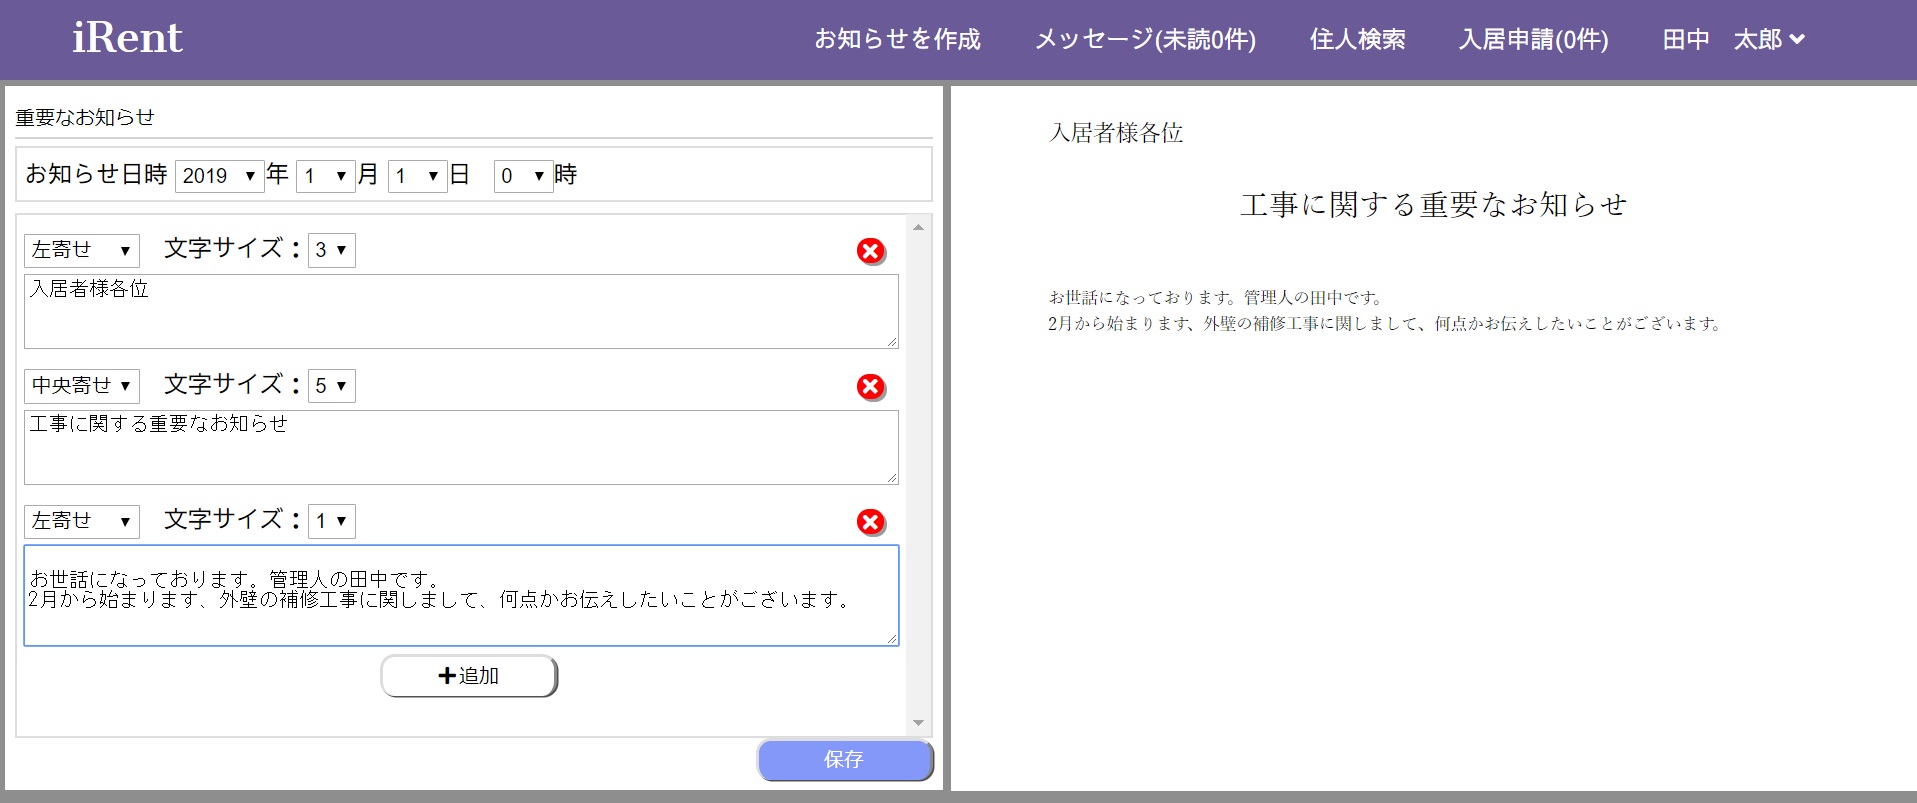 iRent
お知らせを作成 メッセージ(未読0件) 住人検索 入居申請(0件) 田中　太郎
重要なお知らせ
お知らせ日時 2019 年 1 月 1 日 0 時
左寄せ 文字サイズ： 3
入居者様各位
中央寄せ 文字サイズ： 5
工事に関する重要なお知らせ
左寄せ 文字サイズ： 1
お世話になっております。管理人の田中です。
2月から始まります、外壁の補修工事に関しまして、何点かお伝えしたいことがございます。
追加
保存
入居者様各位
工事に関する重要なお知らせ
お世話になっております。管理人の田中です。
2月から始まります、外壁の補修工事に関しまして、何点かお伝えしたいことがございます。